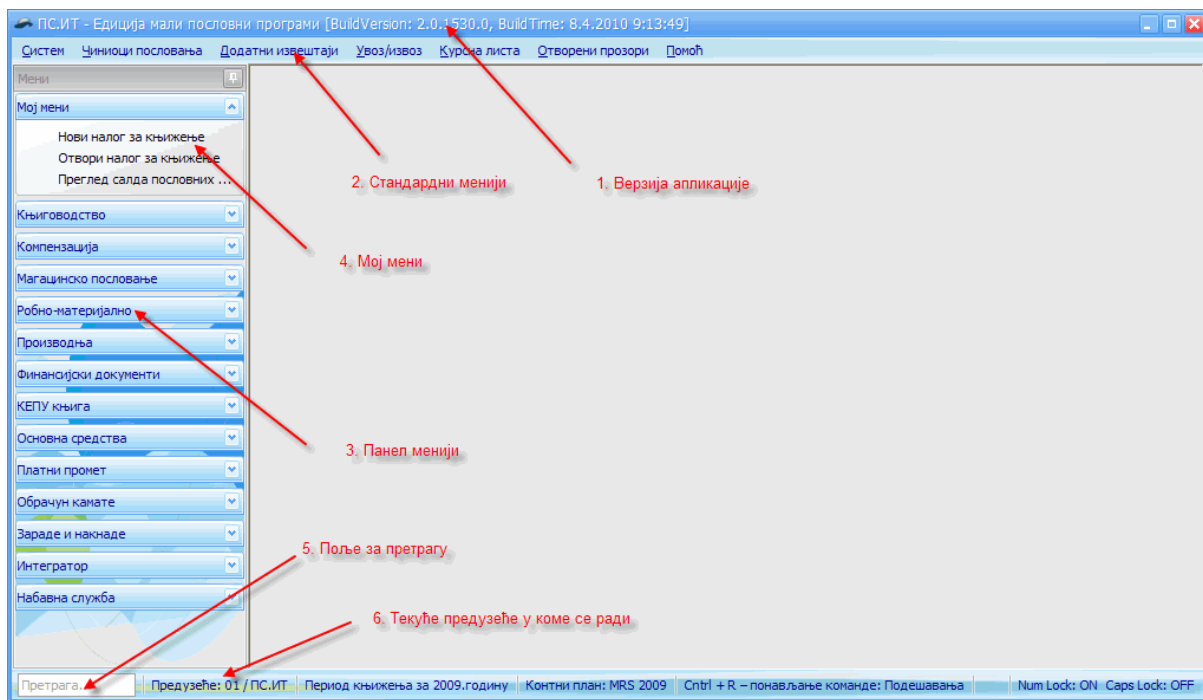 ПС.ИТ - Едиција мали пословни програми [BuildVersion: 2.0.1530.0, BuildTime: 8.4.2010 9:13:49]
Систем Чиниоци пословања Додатни извештаји Увоз/извоз Курсна листа Отворени прозори Помоћ
Мени
Мој мени
Нови налог за књижење
Отвори налог за књижење
Преглед салда пословних ...
2. Стандардни менији
1. Верзија апликације
Књиговодство
Компензација
4. Мој мени
Магацинско пословање
Робно-материјално
Производња
Финансијски документи
КЕПУ књига
Основна средства
3. Панел менији
Платни промет
Обрачун камате
Зараде и накнаде
5. Поље за претрагу
Интегратор
Набавна служба
6. Текуће предузеће у коме се ради
Претрага... Предузеће: 01 / ПС.ИТ Период књижења за 2009.годину Контни план: MRS 2009 Cntrl + R – понављање команде: Подешавања Num Lock: ON Caps Lock: OFF